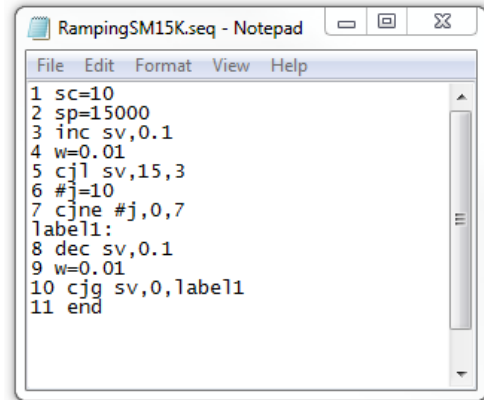 RampingSM15K.seq - Notepad
File Edit Format View Help
1 sc=10
2 sp=15000
3 inc sv,0.1
4 w=0.01
5 cjl sv,15,3
6 #j=10
7 cjne #j,0,7
label1:
8 dec sv,0.1
9 w=0.01
10 cjg sv,0,label1
11 end